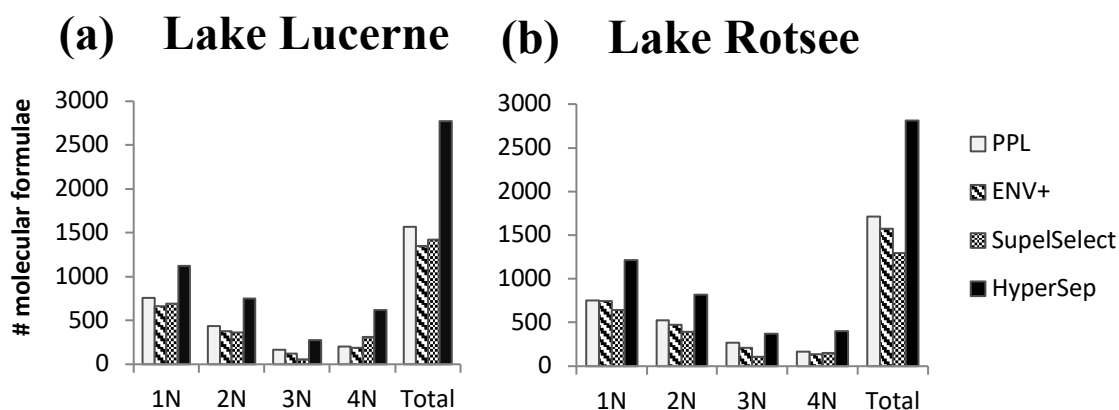 (a) Lake Lucerne
(b) Lake Rotsee
# molecular formulae
3000
2500
2000
1500
1000
500
0
1N 2N 3N 4N Total
3000
2500
2000
1500
1000
500
0
1N 2N 3N 4N Total
PPL
ENV+
SupelSelect
HyperSep